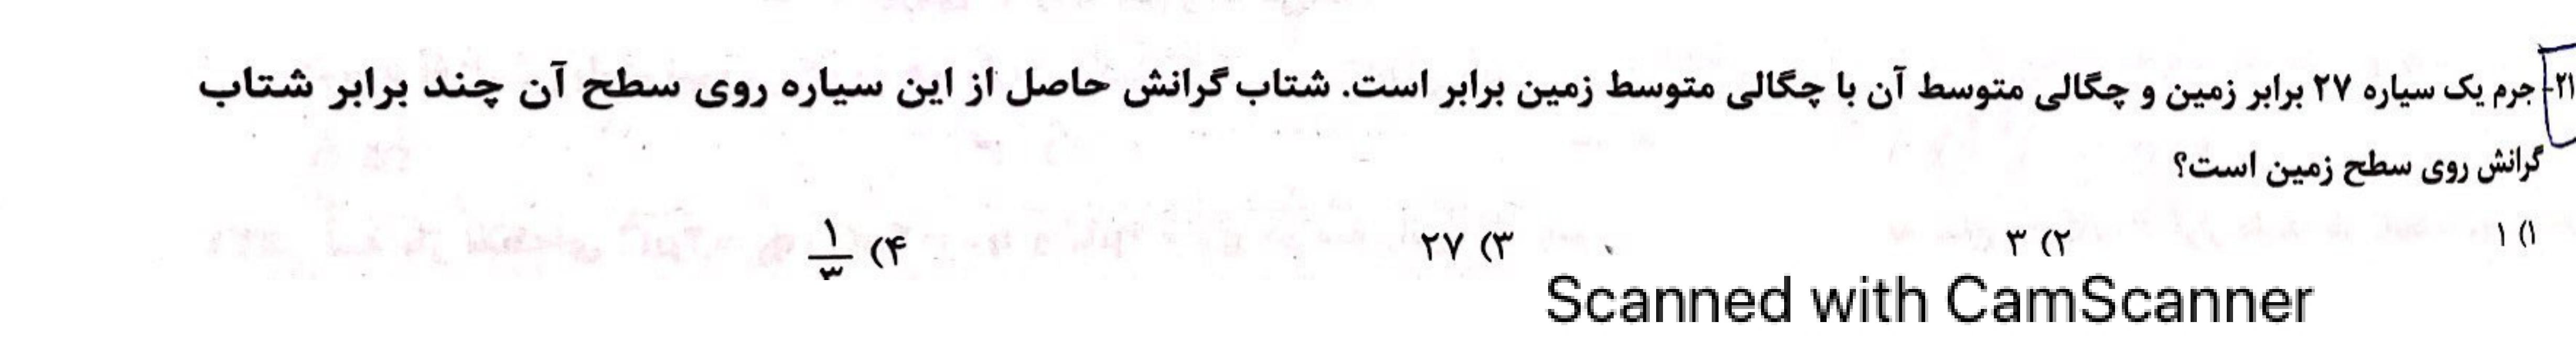 ۲۱- جرم یک سیاره ۲۷ برابر زمین و چگالی متوسط آن با چگالی متوسط زمین برابر است. شتاب گرانش حاصل از این سیاره روی سطح آن چند برابر شتاب
گرانش روی سطح زمین است؟
۱) ۱ ۲) ۳ ۳) ۲۷ ۴) ۱/۳
Scanned with CamScanner